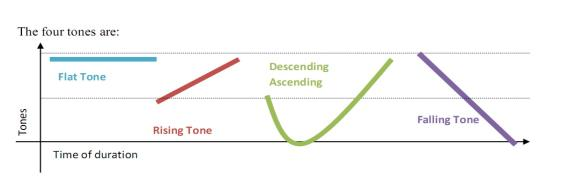 The four tones are:
Flat Tone
Rising Tone
Descending
Ascending
Falling Tone
Tones
Time of duration